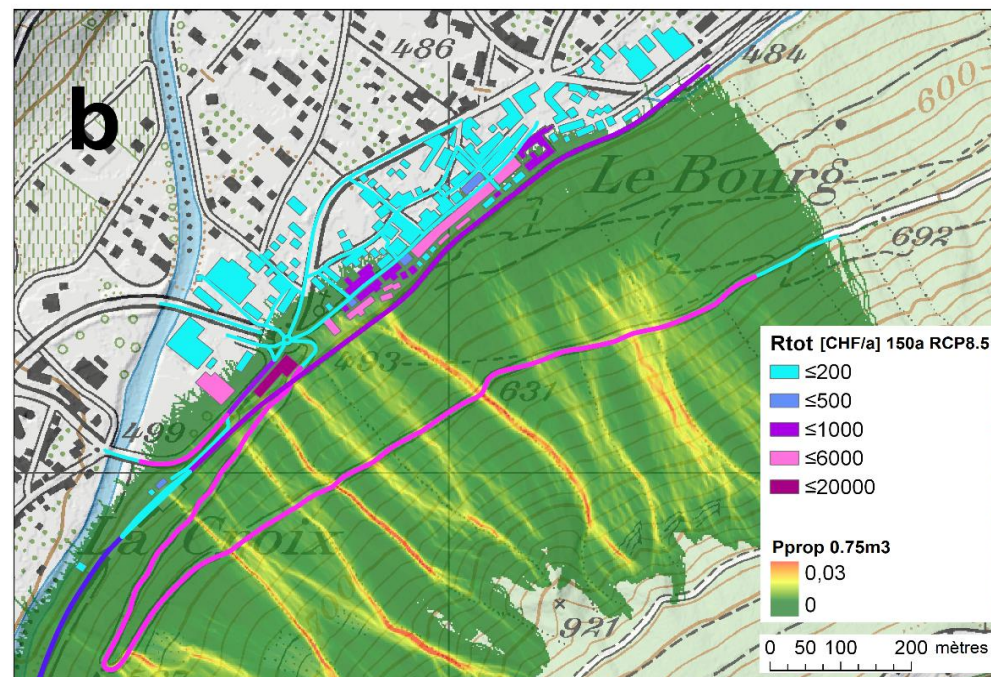 b
486
484
600
Le Bourg
692
493
631
499
La Croix
921
Rtot [CHF/a] 150a RCP8.5
≤200
≤500
≤1000
≤6000
≤20000
Pprop 0.75m3
0,03
0
0 50 100 200 mètres